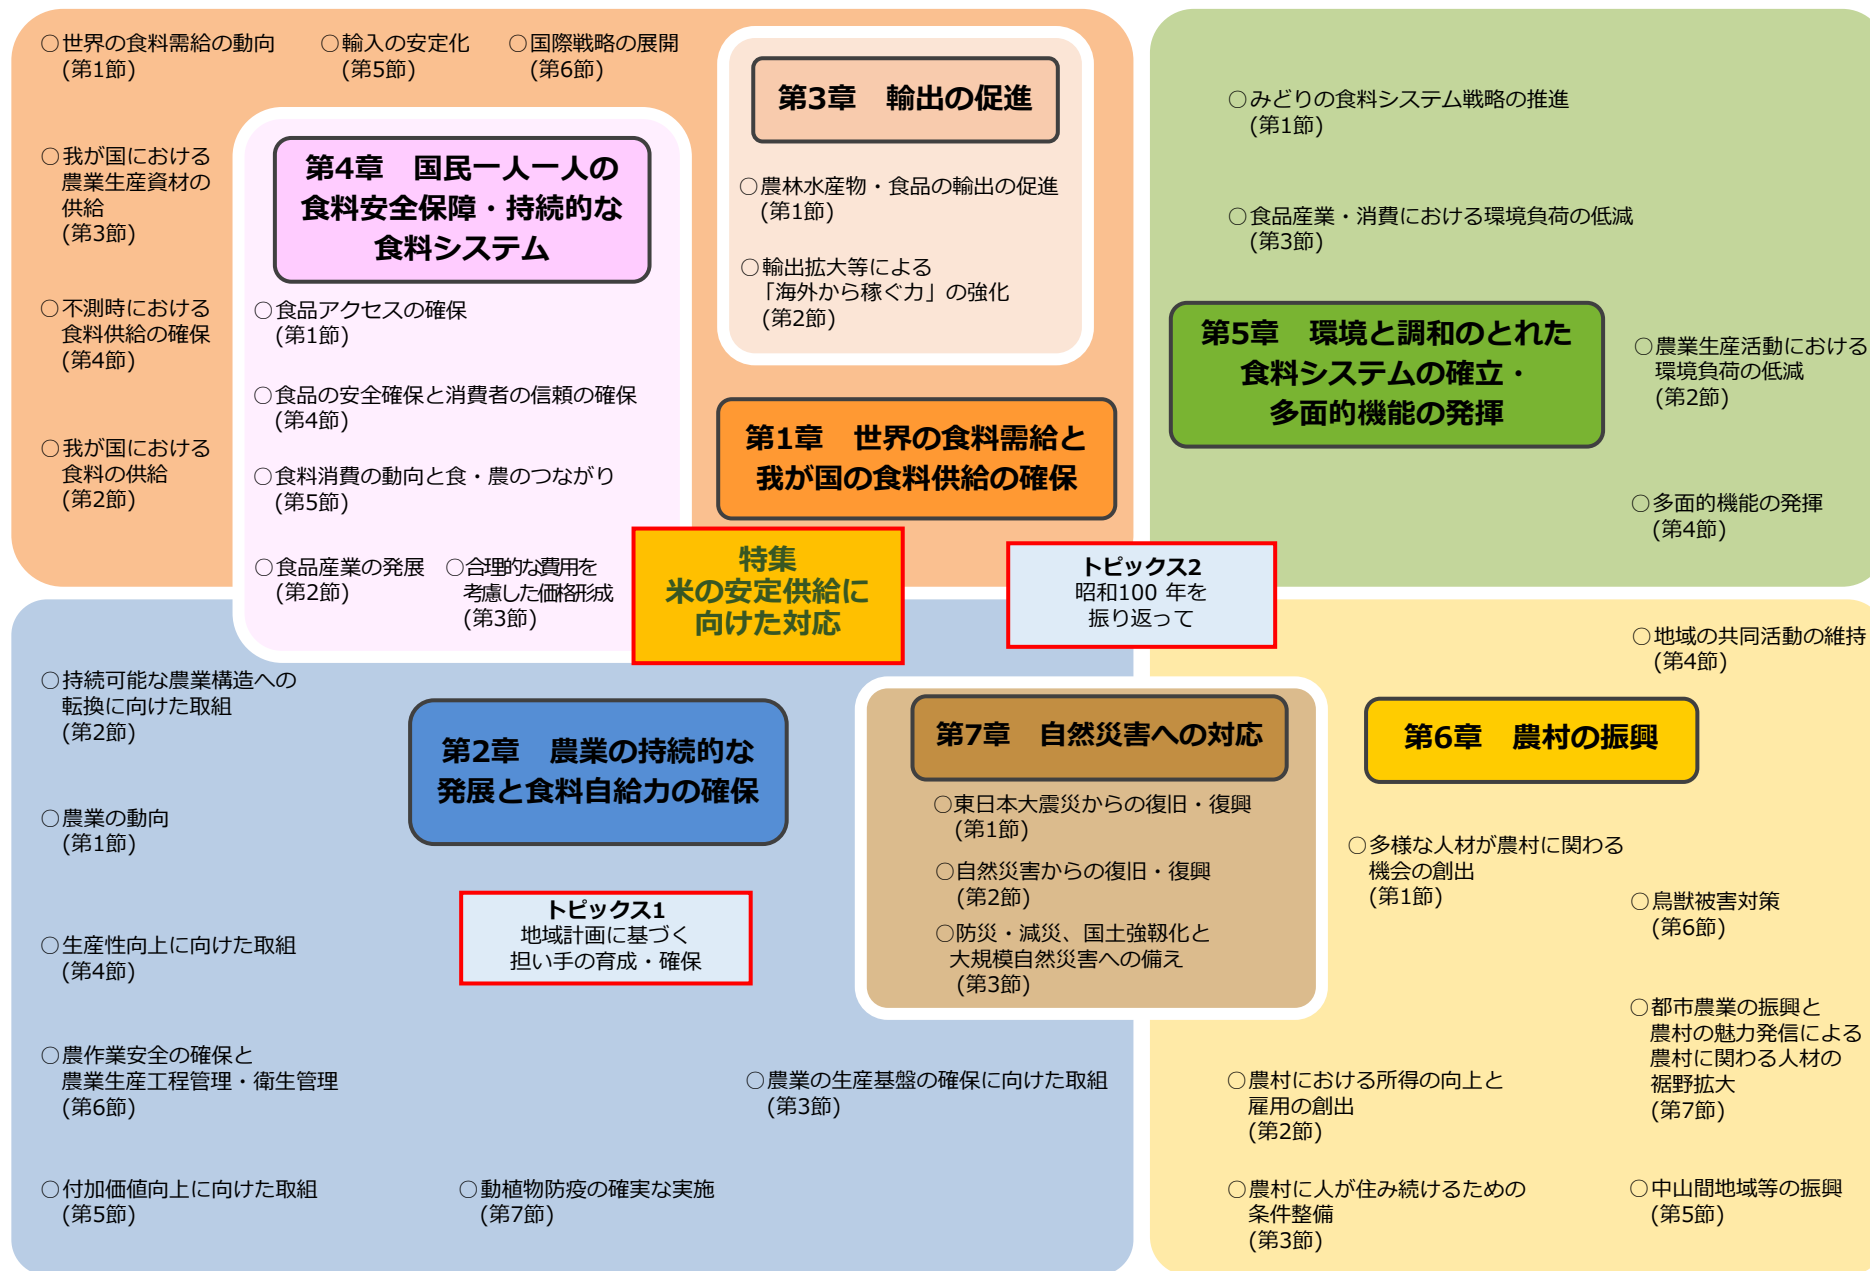 ○世界の食料需給の動向
(第1節)
○輸入の安定化
(第5節)
○国際戦略の展開
(第6節)
○我が国における
農業生産資材の
供給
(第3節)
○不測時における
食料供給の確保
(第4節)
○我が国における
食料の供給
(第2節)
第4章　国民一人一人の
食料安全保障・持続的な
食料システム
○食品アクセスの確保
(第1節)
○食品の安全確保と消費者の信頼の確保
(第4節)
○食料消費の動向と食・農のつながり
(第5節)
○食品産業の発展
(第2節)
○合理的な費用を
考慮した価格形成
(第3節)
第3章　輸出の促進
○農林水産物・食品の輸出の促進
(第1節)
○輸出拡大等による
「海外から稼ぐ力」の強化
(第2節)
第1章　世界の食料需給と
我が国の食料供給の確保
特集
米の安定供給に
向けた対応
トピックス2
昭和100 年を
振り返って
○みどりの食料システム戦略の推進
(第1節)
○食品産業・消費における環境負荷の低減
(第3節)
第5章　環境と調和のとれた
食料システムの確立・
多面的機能の発揮
○農業生産活動における
環境負荷の低減
(第2節)
○多面的機能の発揮
(第4節)
○持続可能な農業構造への
転換に向けた取組
(第2節)
第2章　農業の持続的な
発展と食料自給力の確保
○農業の動向
(第1節)
トピックス1
地域計画に基づく
担い手の育成・確保
○生産性向上に向けた取組
(第4節)
○農作業安全の確保と
農業生産工程管理・衛生管理
(第6節)
○農業の生産基盤の確保に向けた取組
(第3節)
○付加価値向上に向けた取組
(第5節)
○動植物防疫の確実な実施
(第7節)
第7章　自然災害への対応
○東日本大震災からの復旧・復興
(第1節)
○自然災害からの復旧・復興
(第2節)
○防災・減災、国土強靱化と
大規模自然災害への備え
(第3節)
○地域の共同活動の維持
(第4節)
第6章　農村の振興
○多様な人材が農村に関わる
機会の創出
(第1節)
○鳥獣被害対策
(第6節)
○都市農業の振興と
農村の魅力発信による
農村に関わる人材の
裾野拡大
(第7節)
○農村における所得の向上と
雇用の創出
(第2節)
○農村に人が住み続けるための
条件整備
(第3節)
○中山間地域等の振興
(第5節)